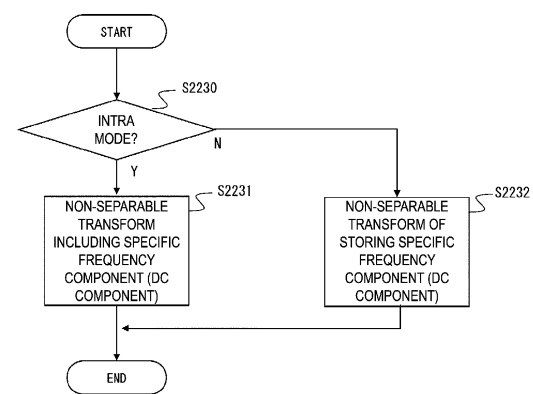 START
S2230
INTRA
MODE?
N
Y
S2231
NON-SEPARABLE
TRANSFORM
INCLUDING SPECIFIC
FREQUENCY
COMPONENT (DC
COMPONENT)
S2232
NON-SEPARABLE
TRANSFORM OF
STORING SPECIFIC
FREQUENCY
COMPONENT (DC
COMPONENT)
END